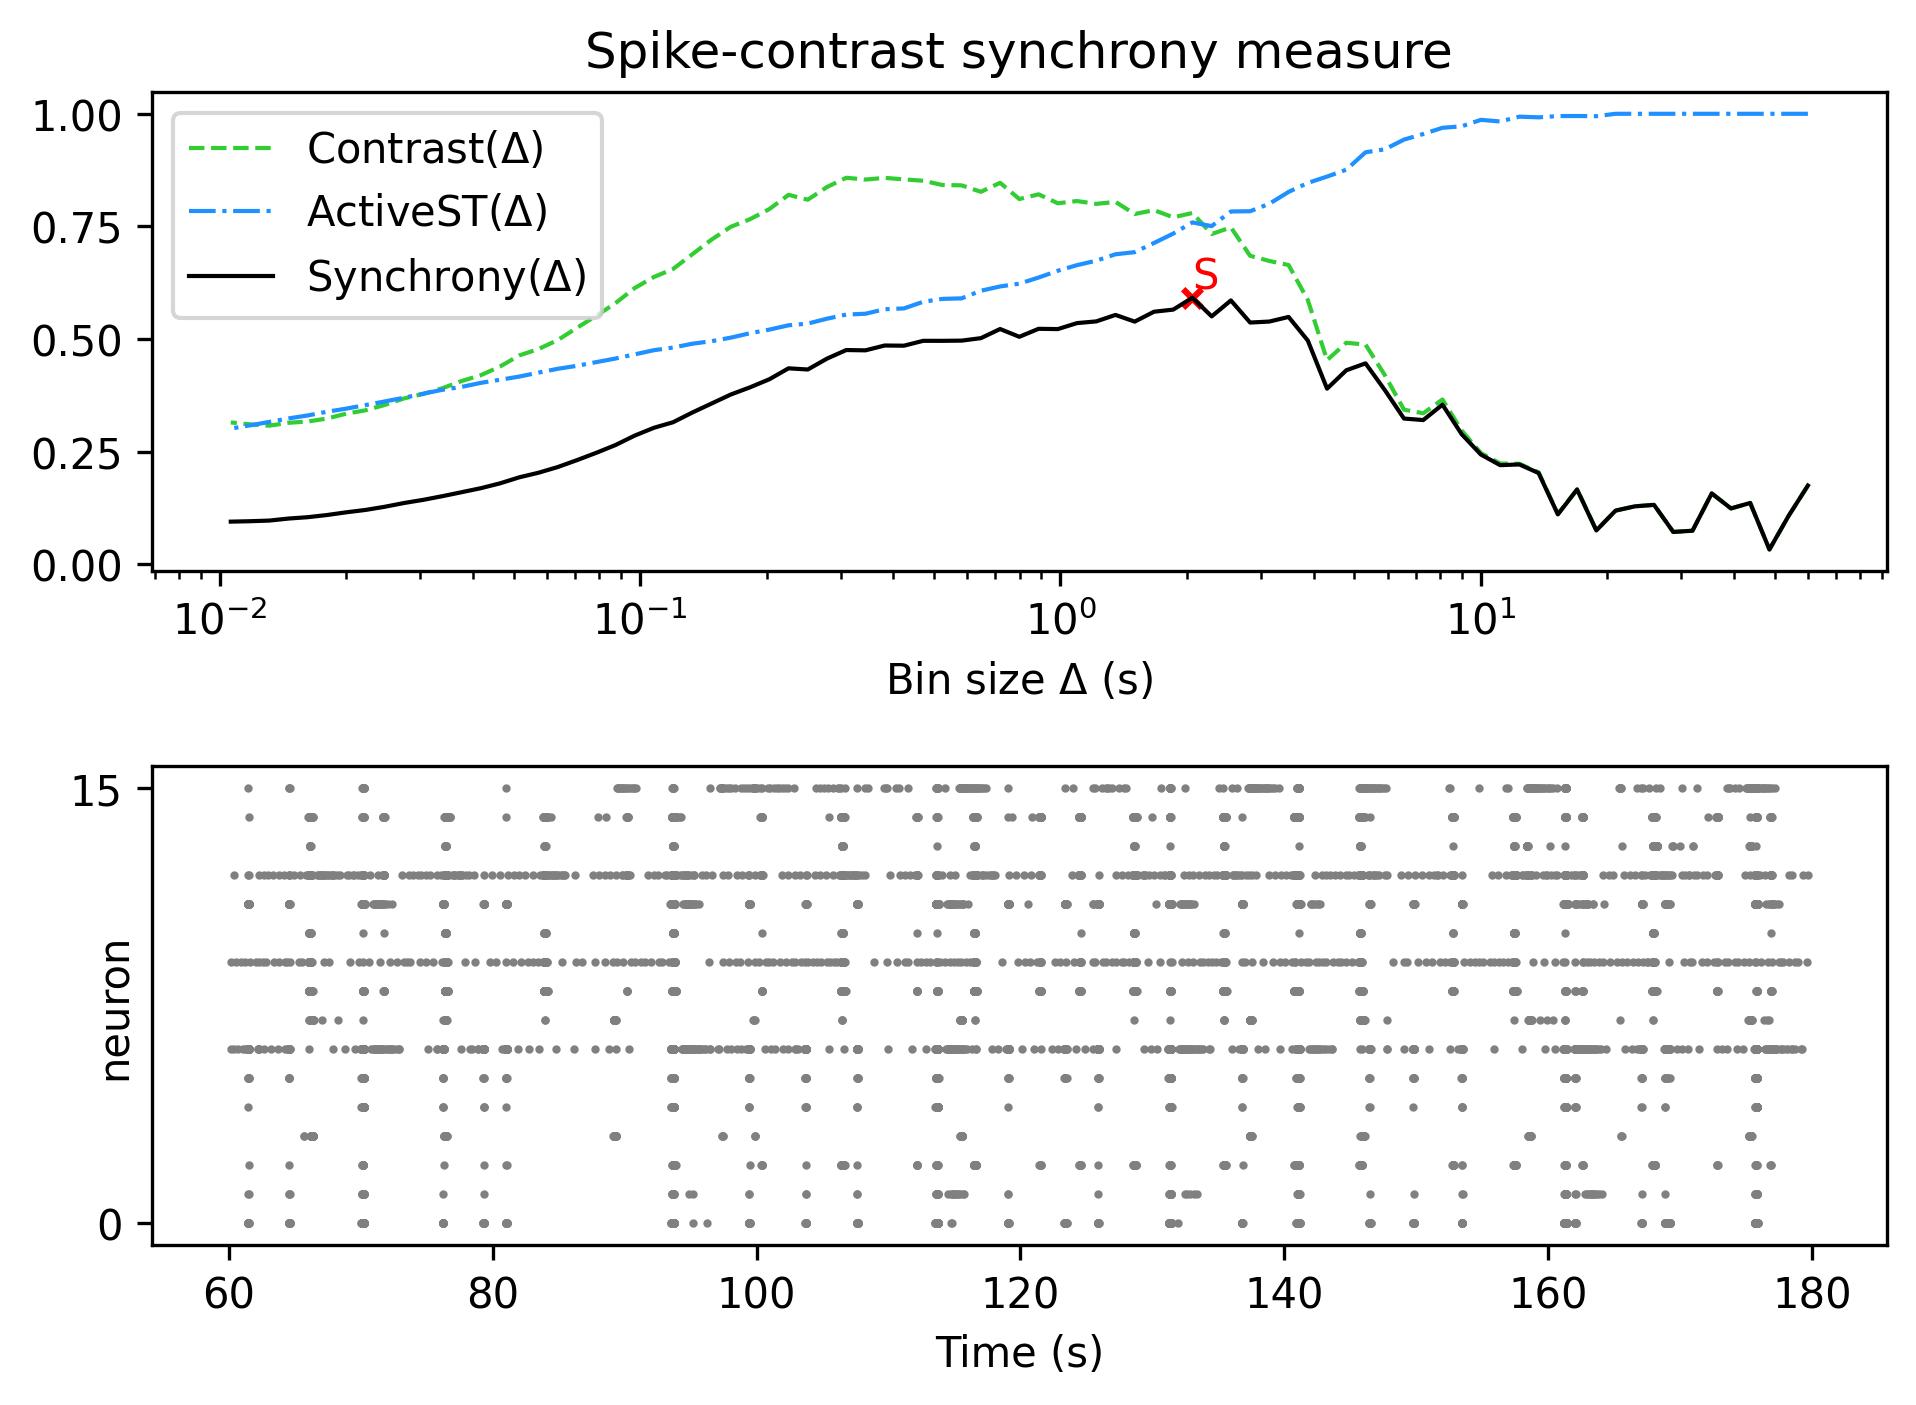 Spike-contrast synchrony measure
1.00
0.75
0.50
0.25
0.00
Contrast(Δ)
ActiveST(Δ)
Synchrony(Δ)
S
10⁻² 10⁻¹ 10⁰ 10¹
Bin size Δ (s)
15
0
neuron
60 80 100 120 140 160 180
Time (s)